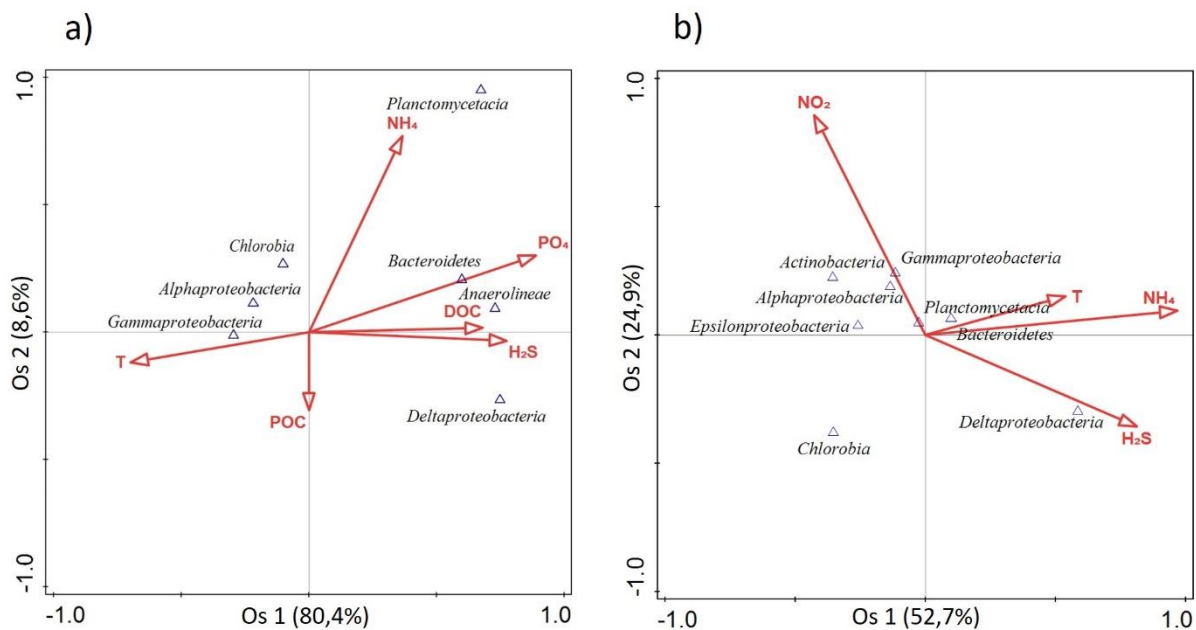 a)
1.0
Planctomycetacia
NH₄
Chlorobia
PO₄
Bacteroidetes
Alphaproteobacteria
Anaerolineae
Gammaproteobacteria
DOC
H₂S
T
POC
Deltaproteobacteria
Os 2 (8,6%)
-1.0
-1.0
Os 1 (80,4%)
1.0
b)
1.0
NO₂
Actinobacteria
Gammaproteobacteria
Alphaproteobacteria
T
NH₄
Planctomycetacia
Epsilonproteobacteria
Bacteroidetes
Deltaproteobacteria
H₂S
Chlorobia
Os 2 (24,9%)
-1.0
-1.0
Os 1 (52,7%)
1.0